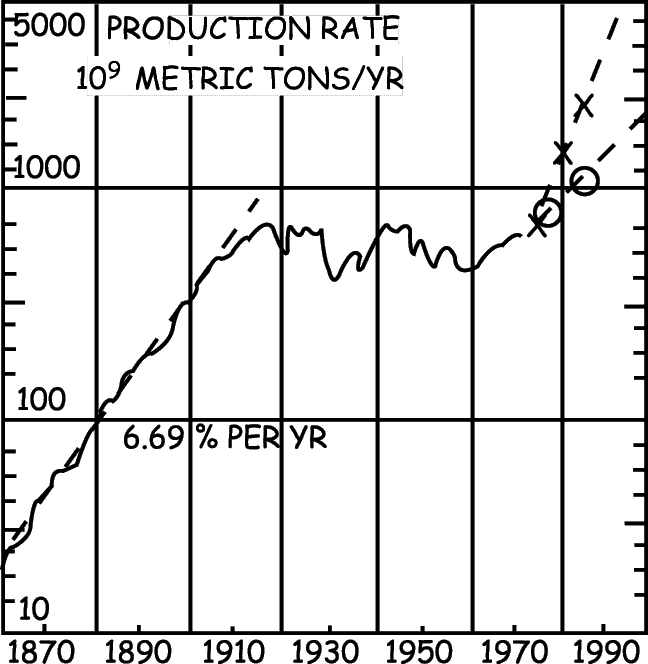 5000 PRODUCTION RATE
10⁹ METRIC TONS/YR
1000
100
6.69 % PER YR
10
1870 1890 1910 1930 1950 1970 1990